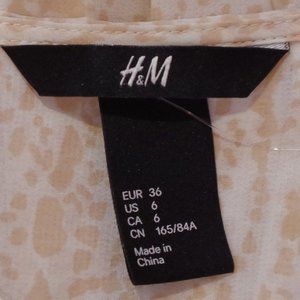 H&M
EUR 36
US 6
CA 6
CN 165/84A
Made in
China